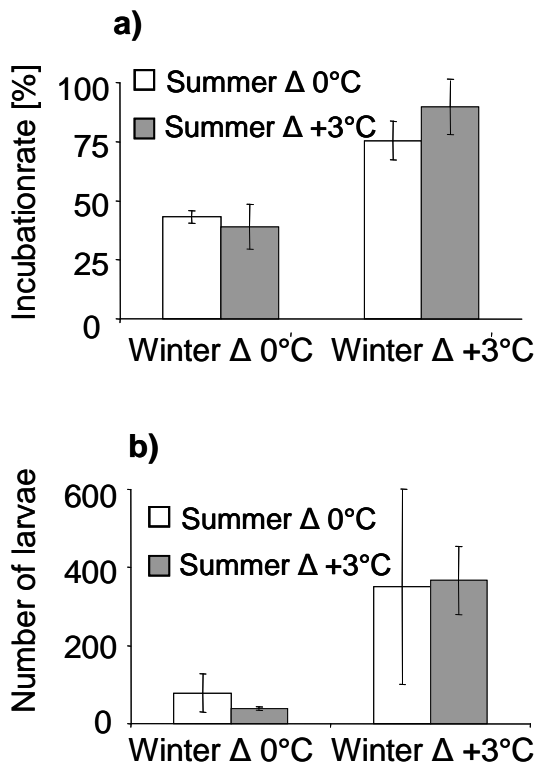 a)
Incubationrate [%]
100
75
50
25
0
Summer Δ 0°C
Summer Δ +3°C
Winter Δ 0°C Winter Δ +3°C
b)
Number of larvae
600
400
200
0
Summer Δ 0°C
Summer Δ +3°C
Winter Δ 0°C Winter Δ +3°C